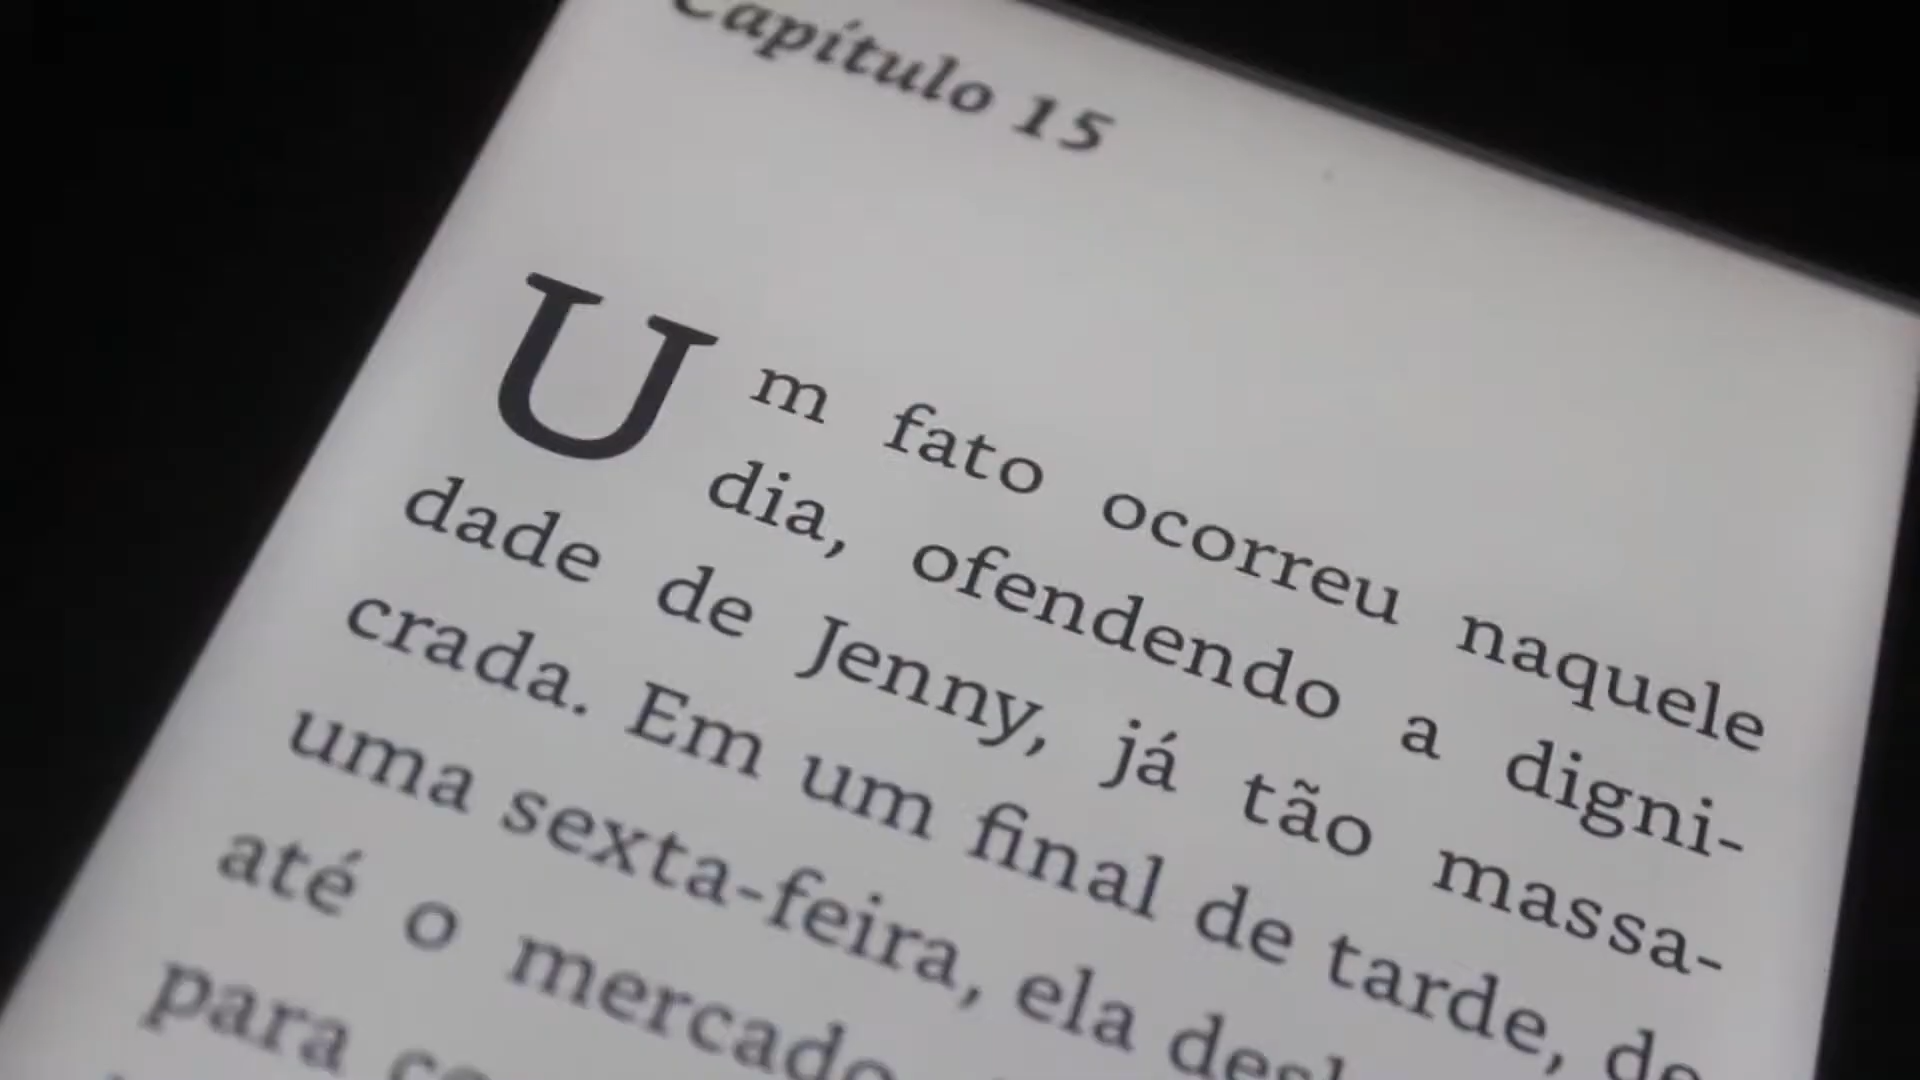 Capítulo 15
Um fato ocorreu naquele
dia, ofendendo a digni-
dade de Jenny, já tão massa-
crada. Em um final de tarde, de
uma sexta-feira, ela
até o mercado
para